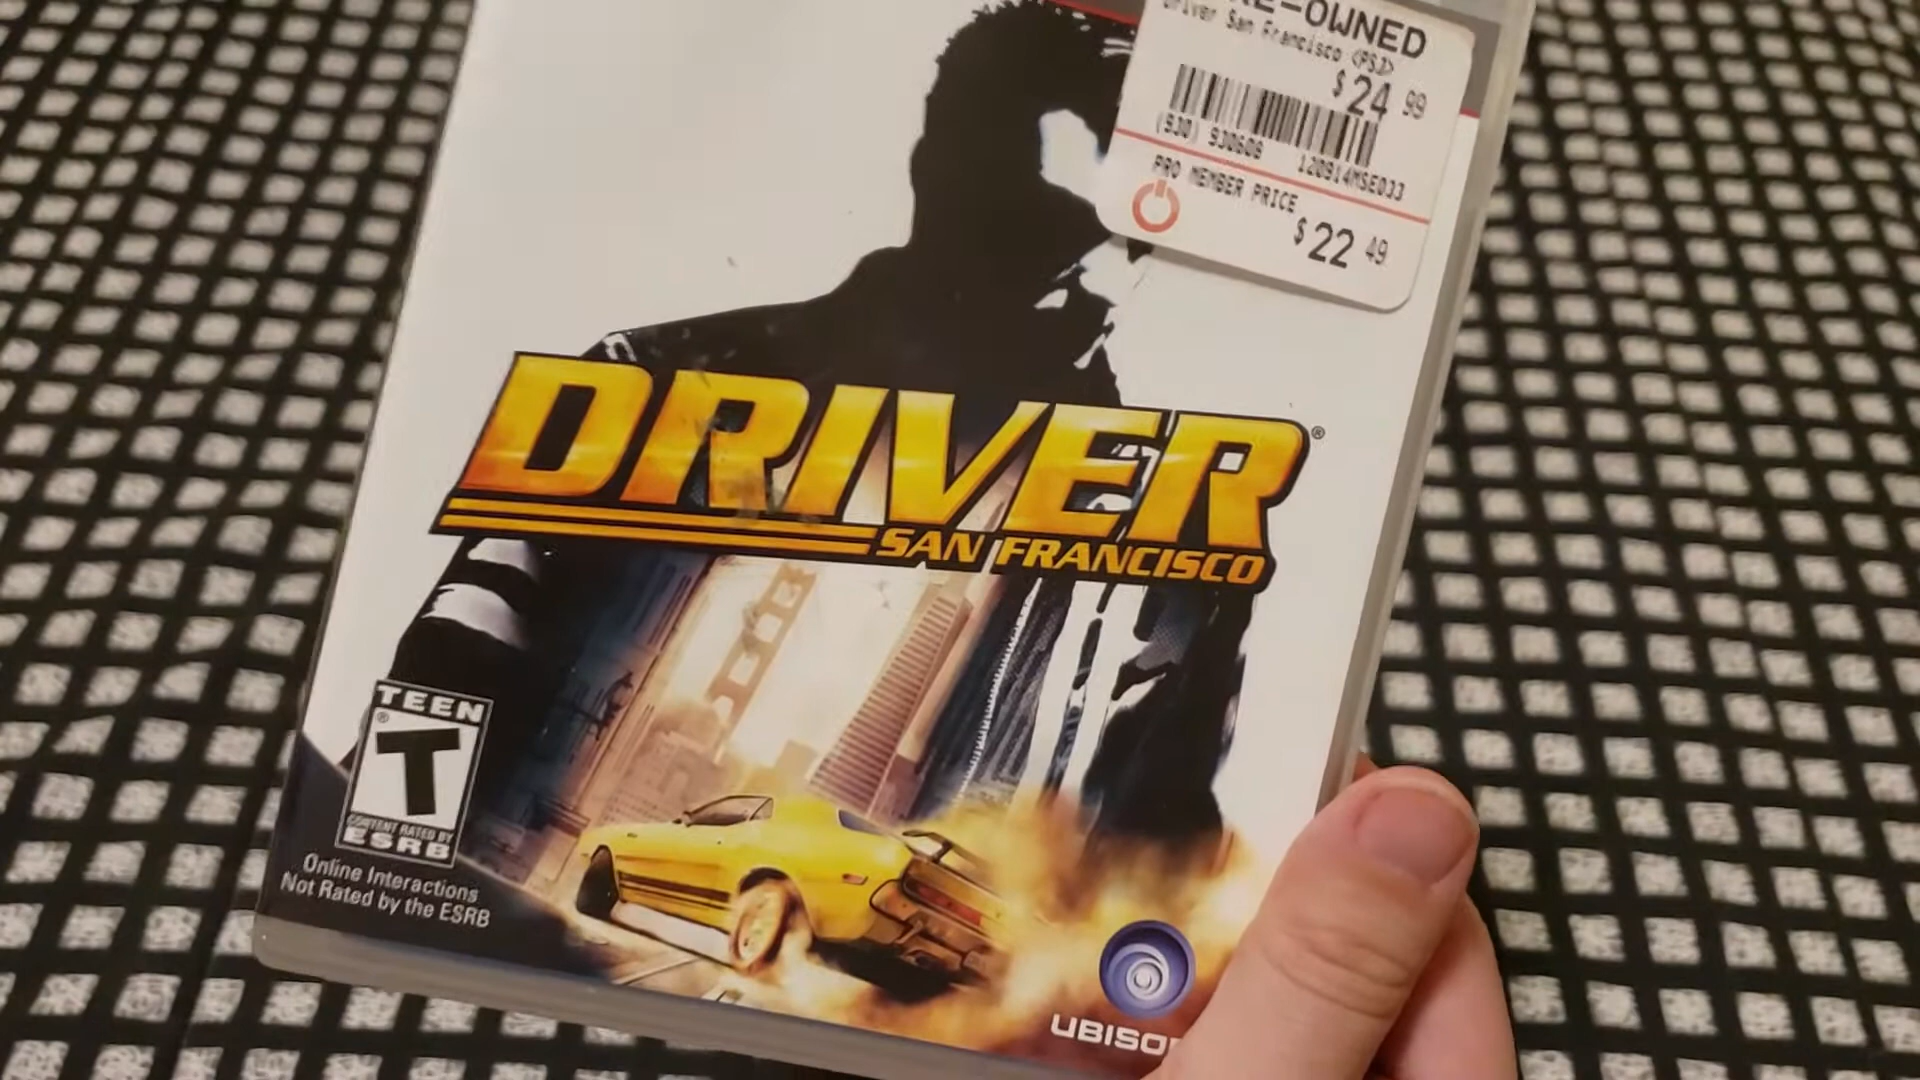 E-OWNED
Driver San Francisco (PS3)
$24 99
(930) 930608 120914MSE033
PRO MEMBER PRICE
$22 49
DRIVER®
SAN FRANCISCO
TEEN
®
T
CONTENT RATED BY
ESRB
Online Interactions
Not Rated by the ESRB
UBISO